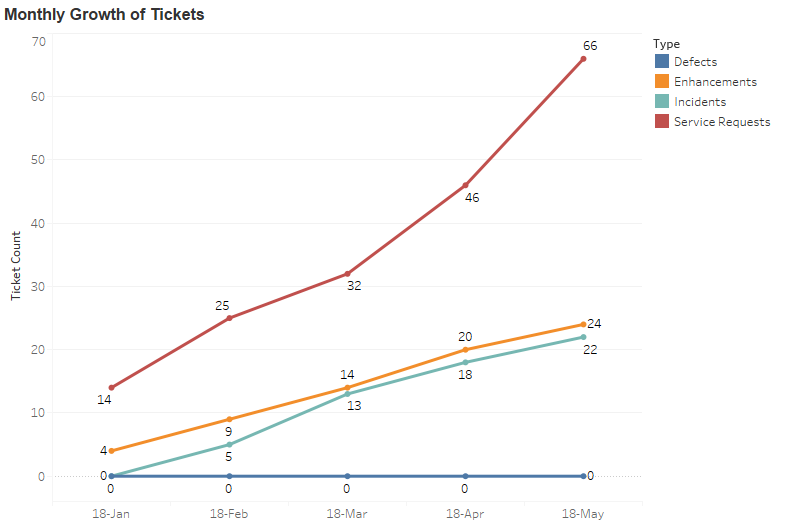 Monthly Growth of Tickets
Type
Defects
Enhancements
Incidents
Service Requests
Ticket Count
70
60
50
40
30
20
10
0
66
46
32
25
14
24
20
14
9
4
22
18
13
5
0
0
0
0
0
0
18-Jan
18-Feb
18-Mar
18-Apr
18-May